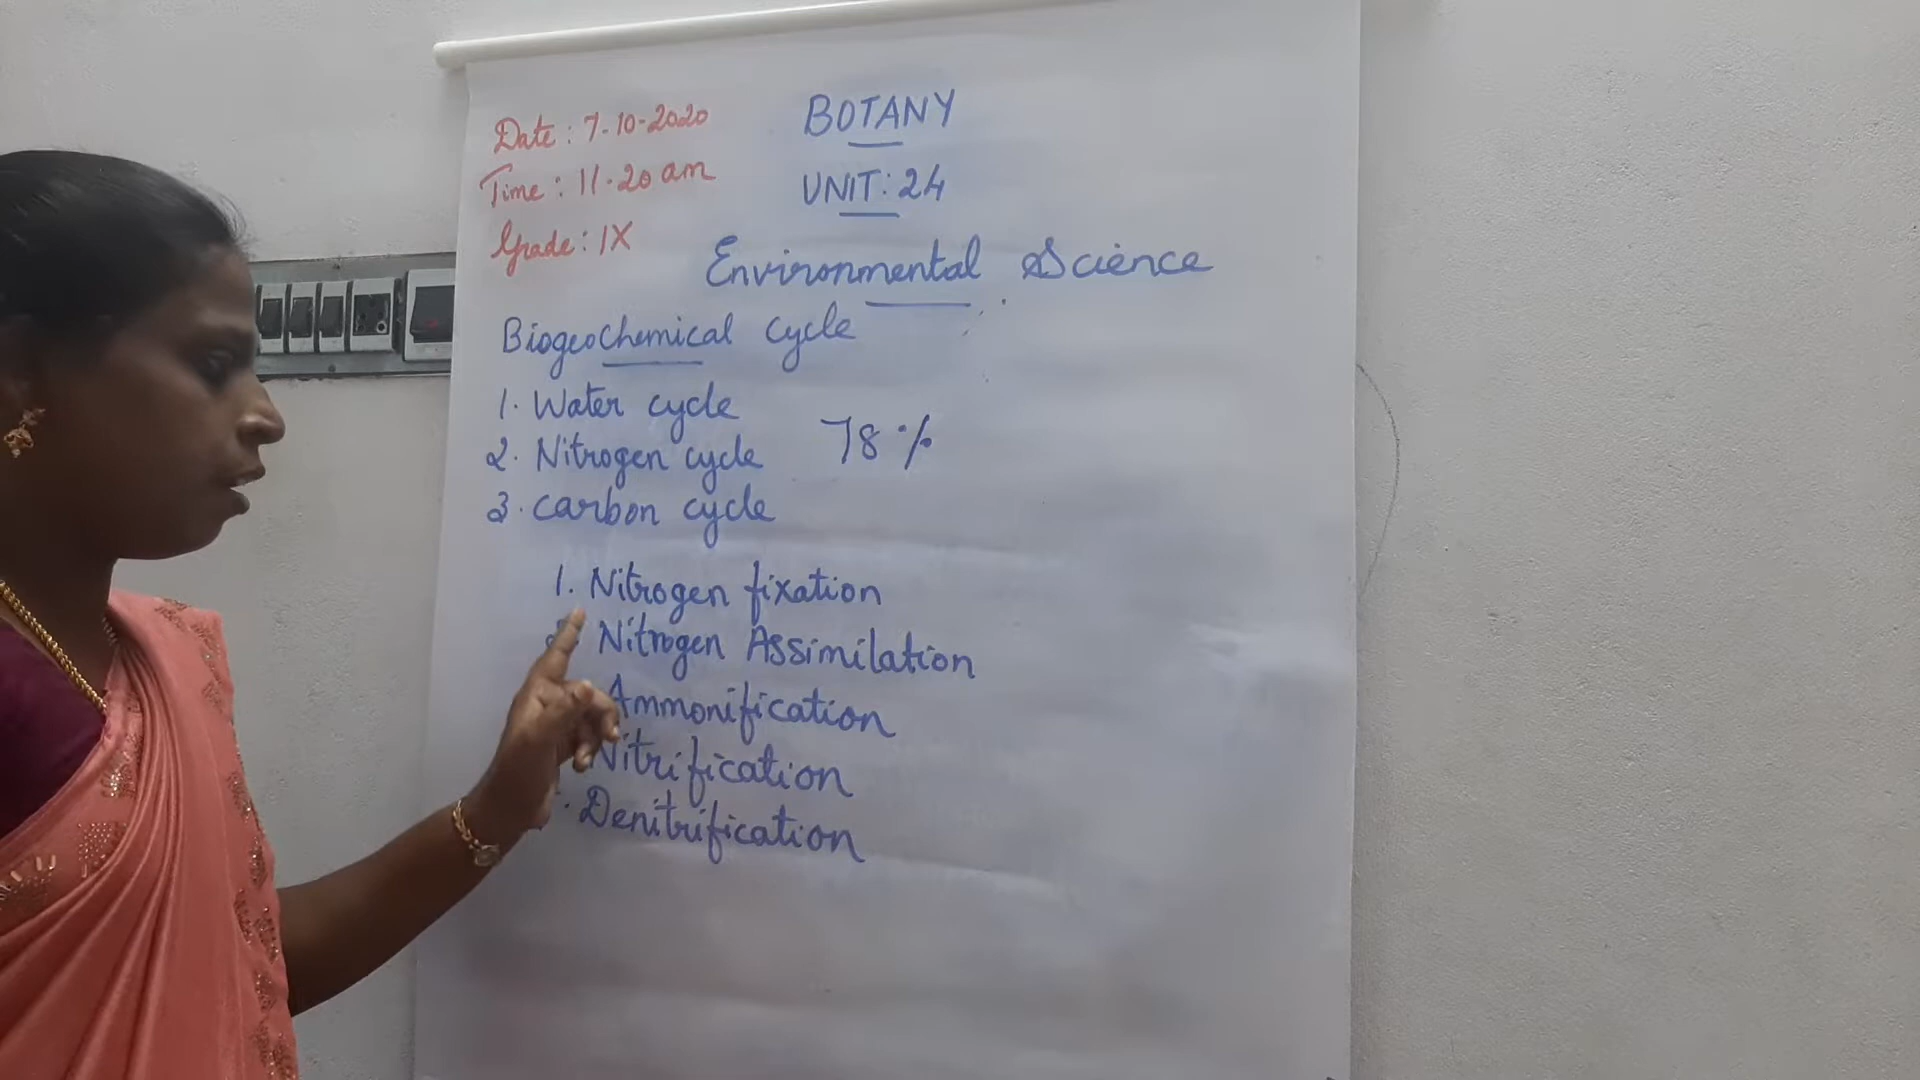 Date: 7-10-2020
Time: 11.20 am
Grade: IX
BOTANY
UNIT: 24
Environmental Science
Biogeochemical cycle
1. Water cycle
2. Nitrogen cycle
3. carbon cycle
78%
1. Nitrogen fixation
Nitrogen Assimilation
Ammonification
Nitrification
Denitrification